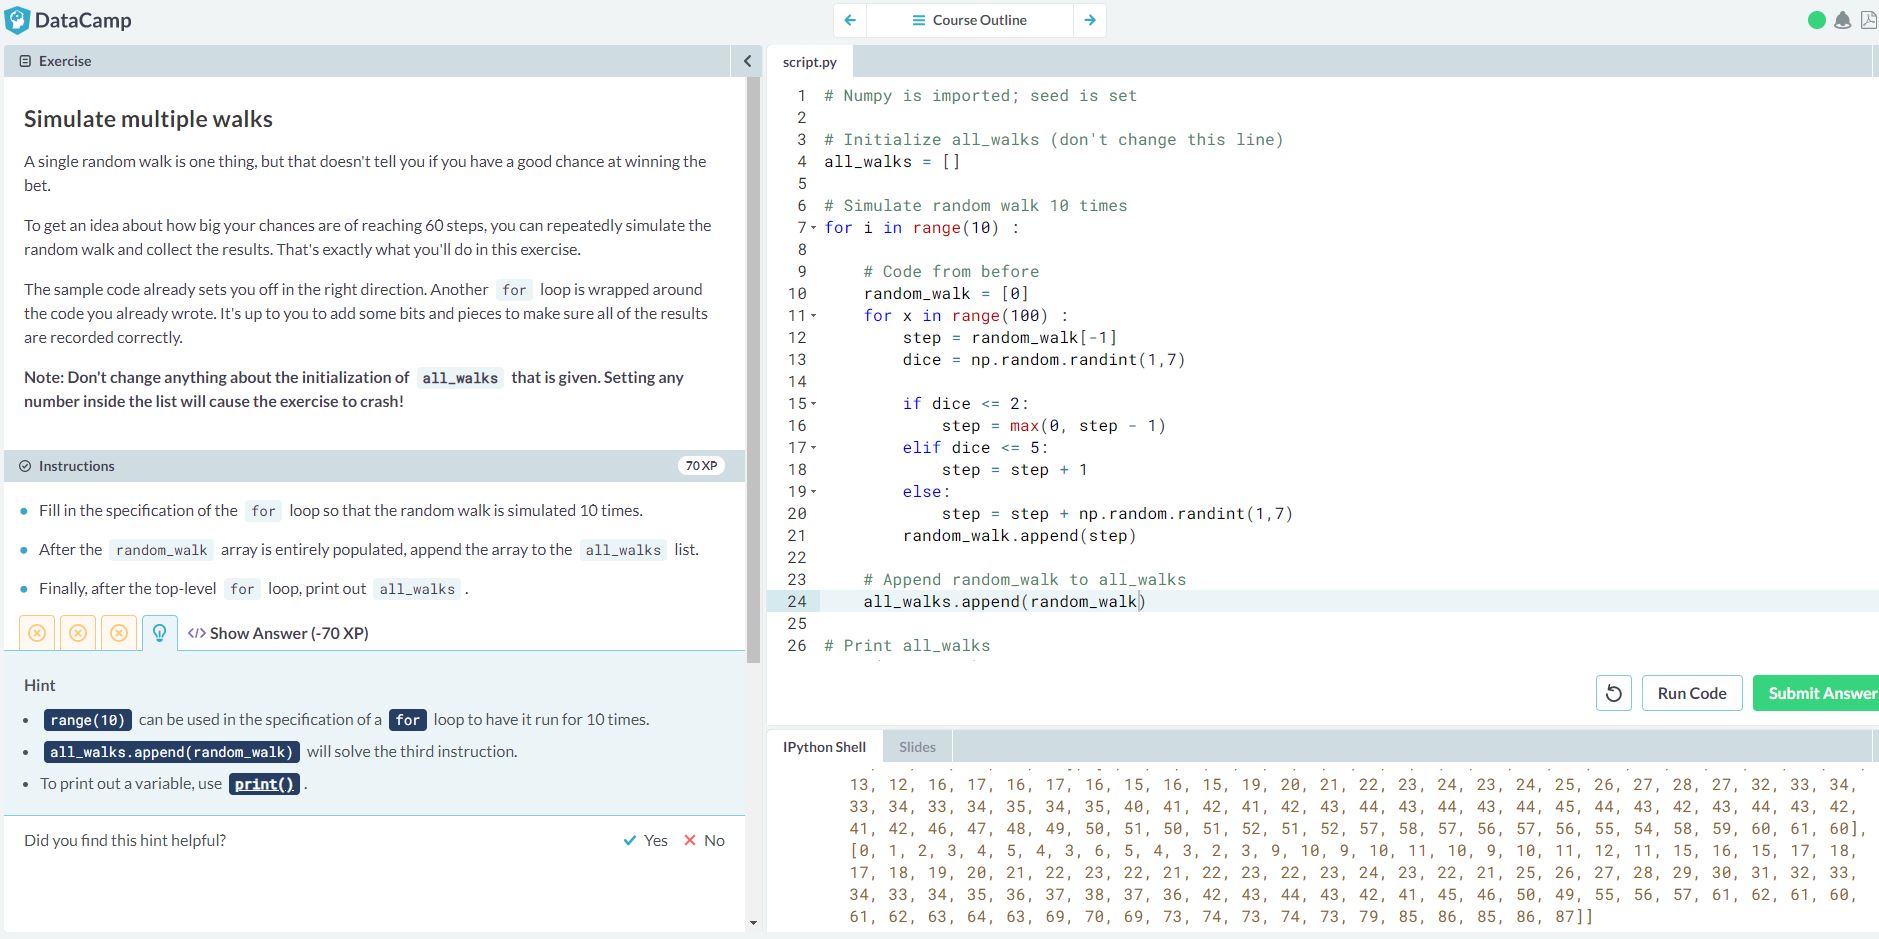 DataCamp
Course Outline
Exercise
Simulate multiple walks
A single random walk is one thing, but that doesn't tell you if you have a good chance at winning the
bet.
To get an idea about how big your chances are of reaching 60 steps, you can repeatedly simulate the
random walk and collect the results. That's exactly what you'll do in this exercise.
The sample code already sets you off in the right direction. Another for loop is wrapped around
the code you already wrote. It's up to you to add some bits and pieces to make sure all of the results
are recorded correctly.
Note: Don't change anything about the initialization of all_walks that is given. Setting any
number inside the list will cause the exercise to crash!
Instructions
70 XP
Fill in the specification of the for loop so that the random walk is simulated 10 times.
After the random_walk array is entirely populated, append the array to the all_walks list.
Finally, after the top-level for loop, print out all_walks .
</> Show Answer (-70 XP)
Hint
range(10) can be used in the specification of a for loop to have it run for 10 times.
all_walks.append(random_walk) will solve the third instruction.
To print out a variable, use print() .
Did you find this hint helpful?
Yes
No
script.py
1 # Numpy is imported; seed is set
2
3 # Initialize all_walks (don't change this line)
4 all_walks = []
5
6 # Simulate random walk 10 times
7 for i in range(10) :
8
9 # Code from before
10 random_walk = [0]
11 for x in range(100) :
12 step = random_walk[-1]
13 dice = np.random.randint(1,7)
14
15 if dice <= 2:
16 step = max(0, step - 1)
17 elif dice <= 5:
18 step = step + 1
19 else:
20 step = step + np.random.randint(1,7)
21 random_walk.append(step)
22
23 # Append random_walk to all_walks
24 all_walks.append(random_walk)
25
26 # Print all_walks
Run Code
Submit Answer
IPython Shell
Slides
13, 12, 16, 17, 16, 17, 16, 15, 16, 15, 19, 20, 21, 22, 23, 24, 23, 24, 25, 26, 27, 28, 27, 32, 33, 34,
33, 34, 33, 34, 35, 34, 35, 40, 41, 42, 41, 42, 43, 44, 43, 44, 43, 44, 45, 44, 43, 42, 43, 44, 43, 42,
41, 42, 46, 47, 48, 49, 50, 51, 50, 51, 52, 51, 52, 57, 58, 57, 56, 57, 56, 55, 54, 58, 59, 60, 61, 60],
[0, 1, 2, 3, 4, 5, 4, 3, 6, 5, 4, 3, 2, 3, 9, 10, 9, 10, 11, 10, 9, 10, 11, 12, 11, 15, 16, 15, 17, 18,
17, 18, 19, 20, 21, 22, 23, 22, 21, 22, 23, 22, 23, 24, 23, 22, 21, 25, 26, 27, 28, 29, 30, 31, 32, 33,
34, 33, 34, 35, 36, 37, 38, 37, 36, 42, 43, 44, 43, 42, 41, 45, 46, 50, 49, 55, 56, 57, 61, 62, 61, 60,
61, 62, 63, 64, 63, 69, 70, 69, 73, 74, 73, 74, 73, 79, 85, 86, 85, 86, 87]]